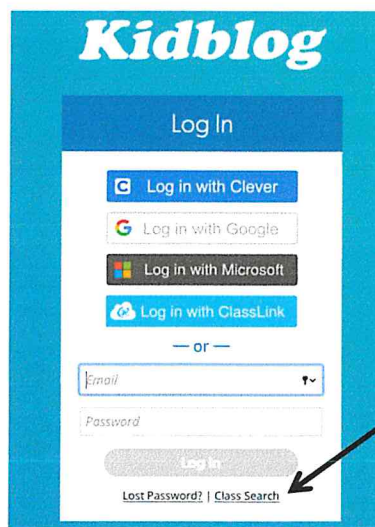 Kidblog
Log In
Log in with Clever
Log in with Google
Log in with Microsoft
Log in with ClassLink
— or —
Email
Password
Log In
Lost Password? | Class Search